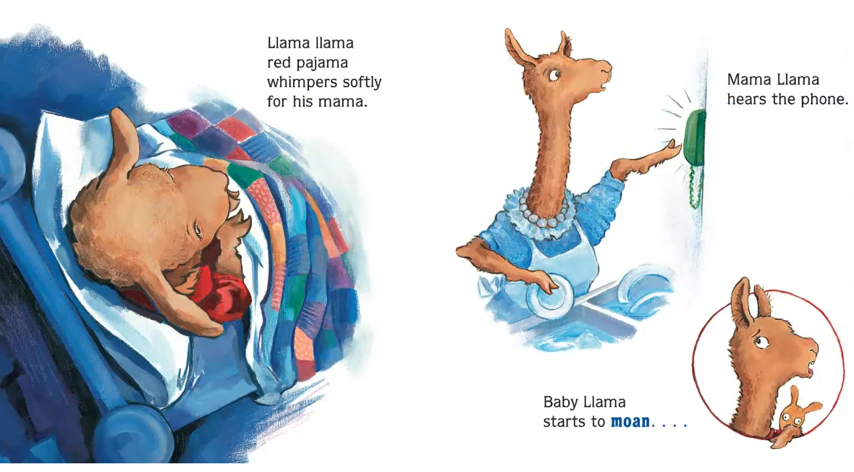 Llama llama
red pajama
whimpers softly
for his mama.
Mama Llama
hears the phone.
Baby Llama
starts to moan. . . .